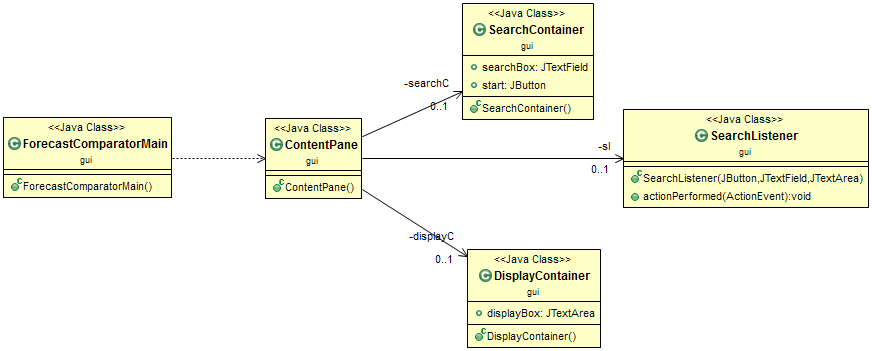 <<Java Class>>
SearchContainer
gui
searchBox: JTextField
start: JButton
SearchContainer()
-searchC
0..1
<<Java Class>>
ForecastComparatorMain
gui
ForecastComparatorMain()
<<Java Class>>
ContentPane
gui
ContentPane()
-sl
0..1
<<Java Class>>
SearchListener
gui
SearchListener(JButton,JTextField,JTextArea)
actionPerformed(ActionEvent):void
-displayC
0..1
<<Java Class>>
DisplayContainer
gui
displayBox: JTextArea
DisplayContainer()